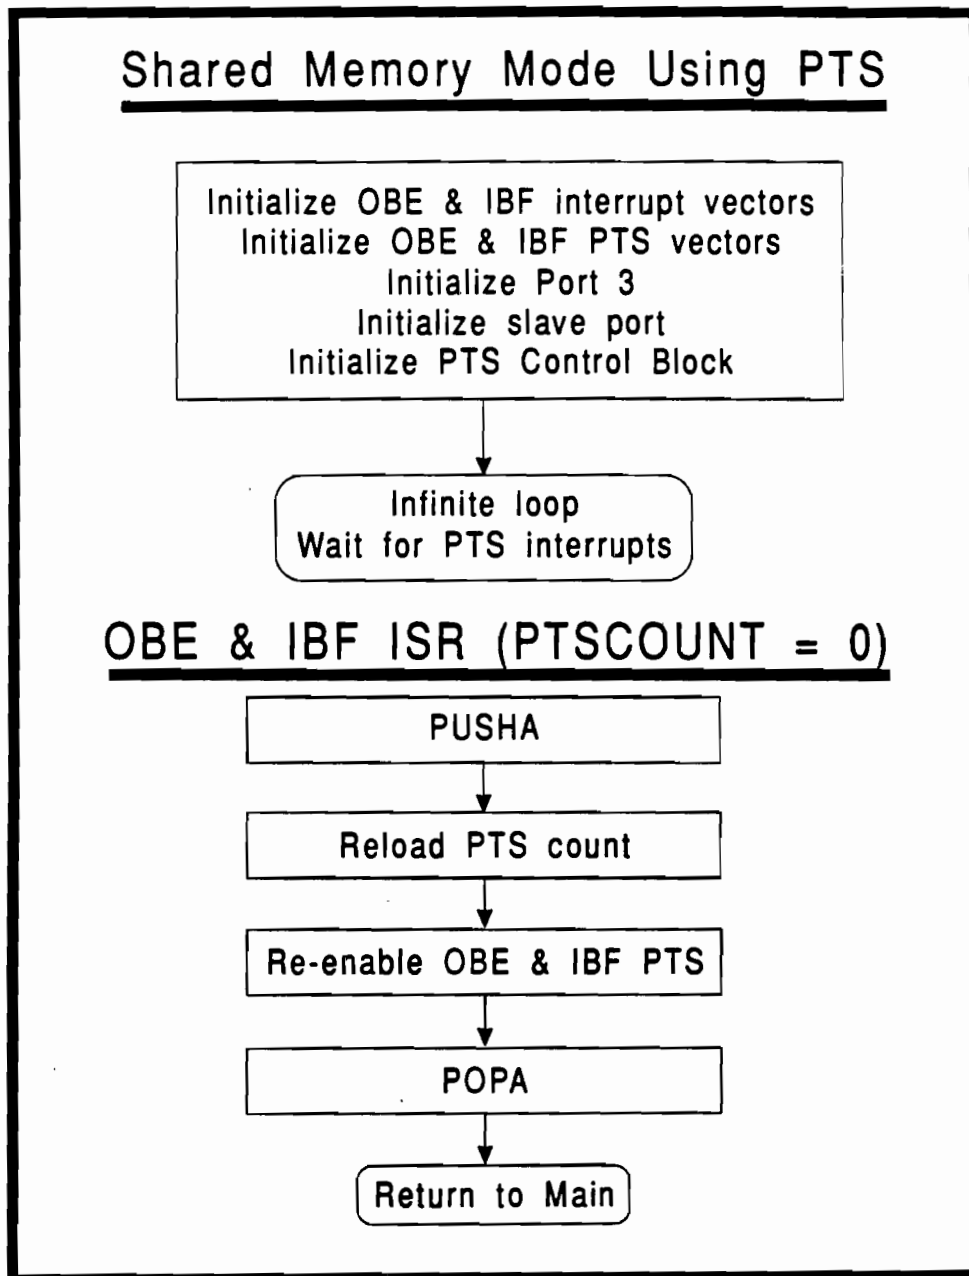 Shared Memory Mode Using PTS
Initialize OBE & IBF interrupt vectors
Initialize OBE & IBF PTS vectors
Initialize Port 3
Initialize slave port
Initialize PTS Control Block
Infinite loop
Wait for PTS interrupts
OBE & IBF ISR (PTSCOUNT = 0)
PUSHA
Reload PTS count
Re-enable OBE & IBF PTS
POPA
Return to Main